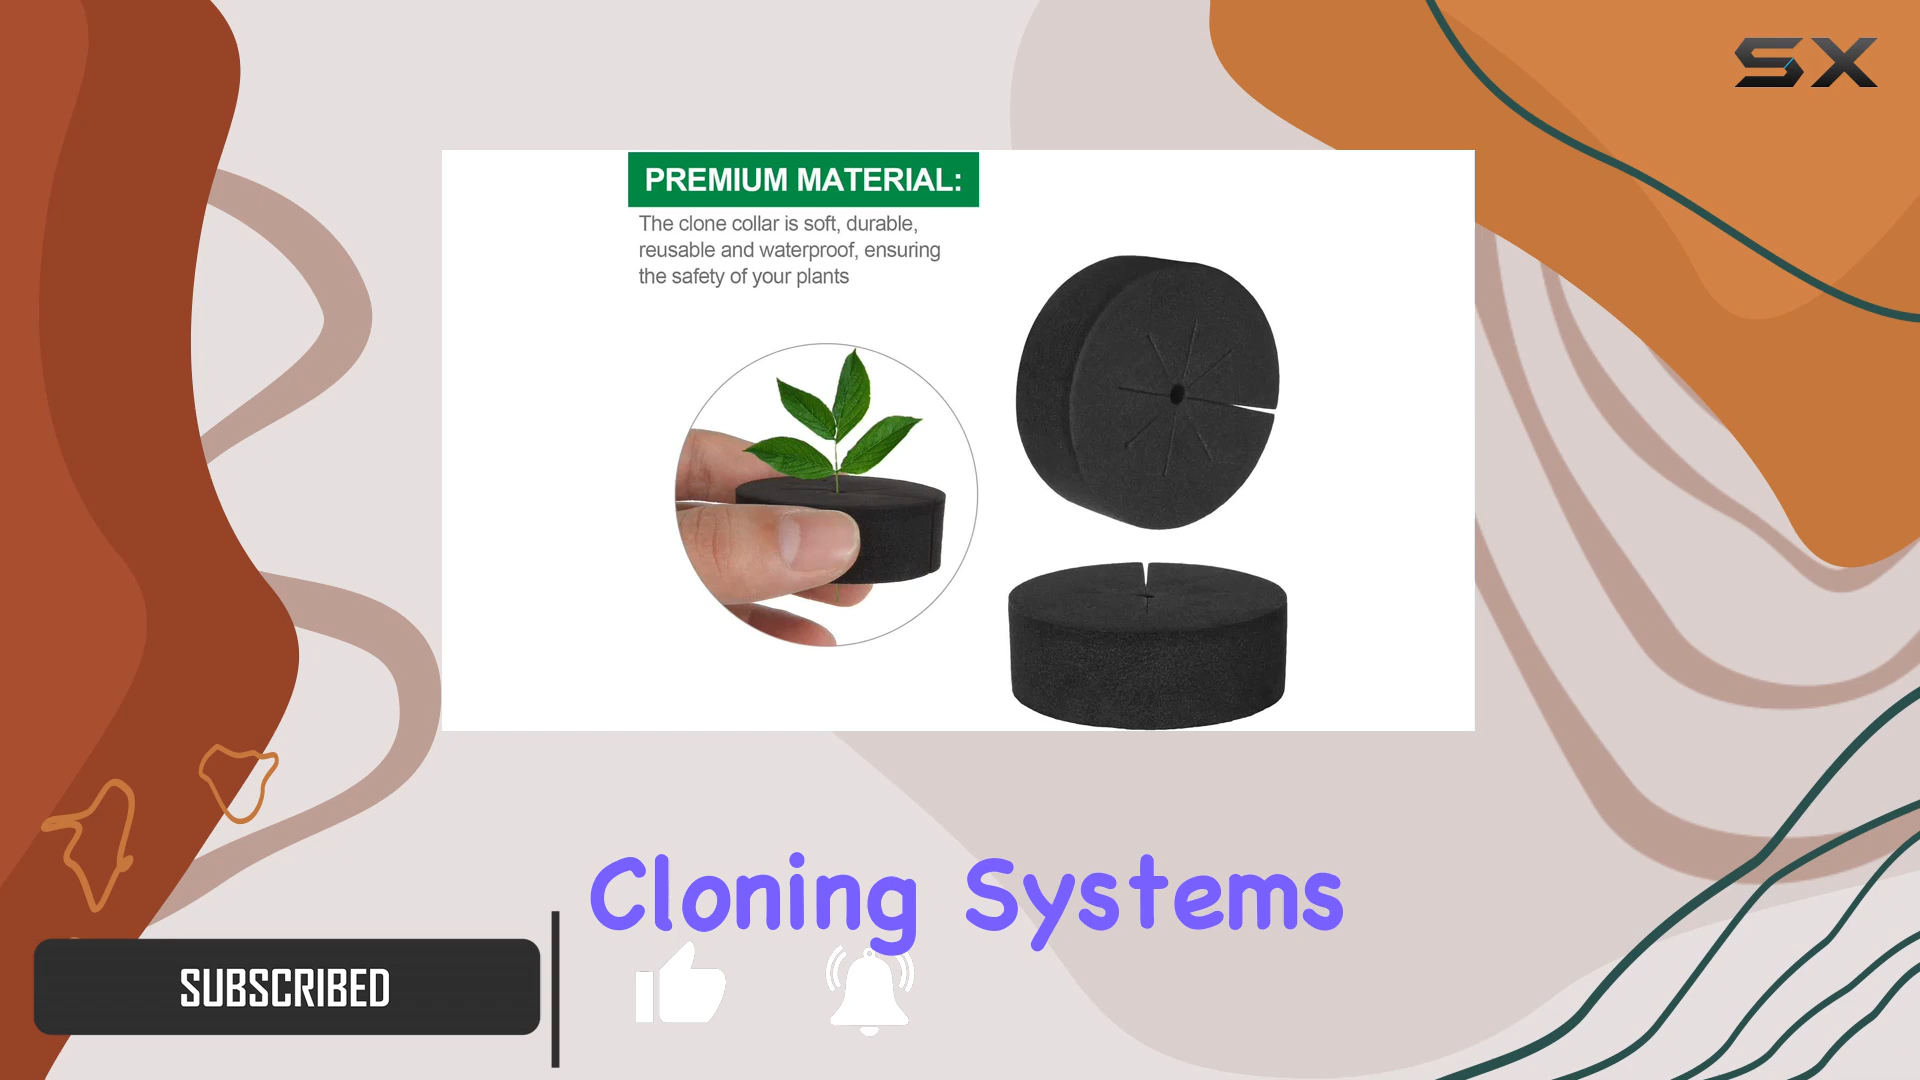 SX
PREMIUM MATERIAL:
The clone collar is soft, durable,
reusable and waterproof, ensuring
the safety of your plants
Cloning Systems
SUBSCRIBED